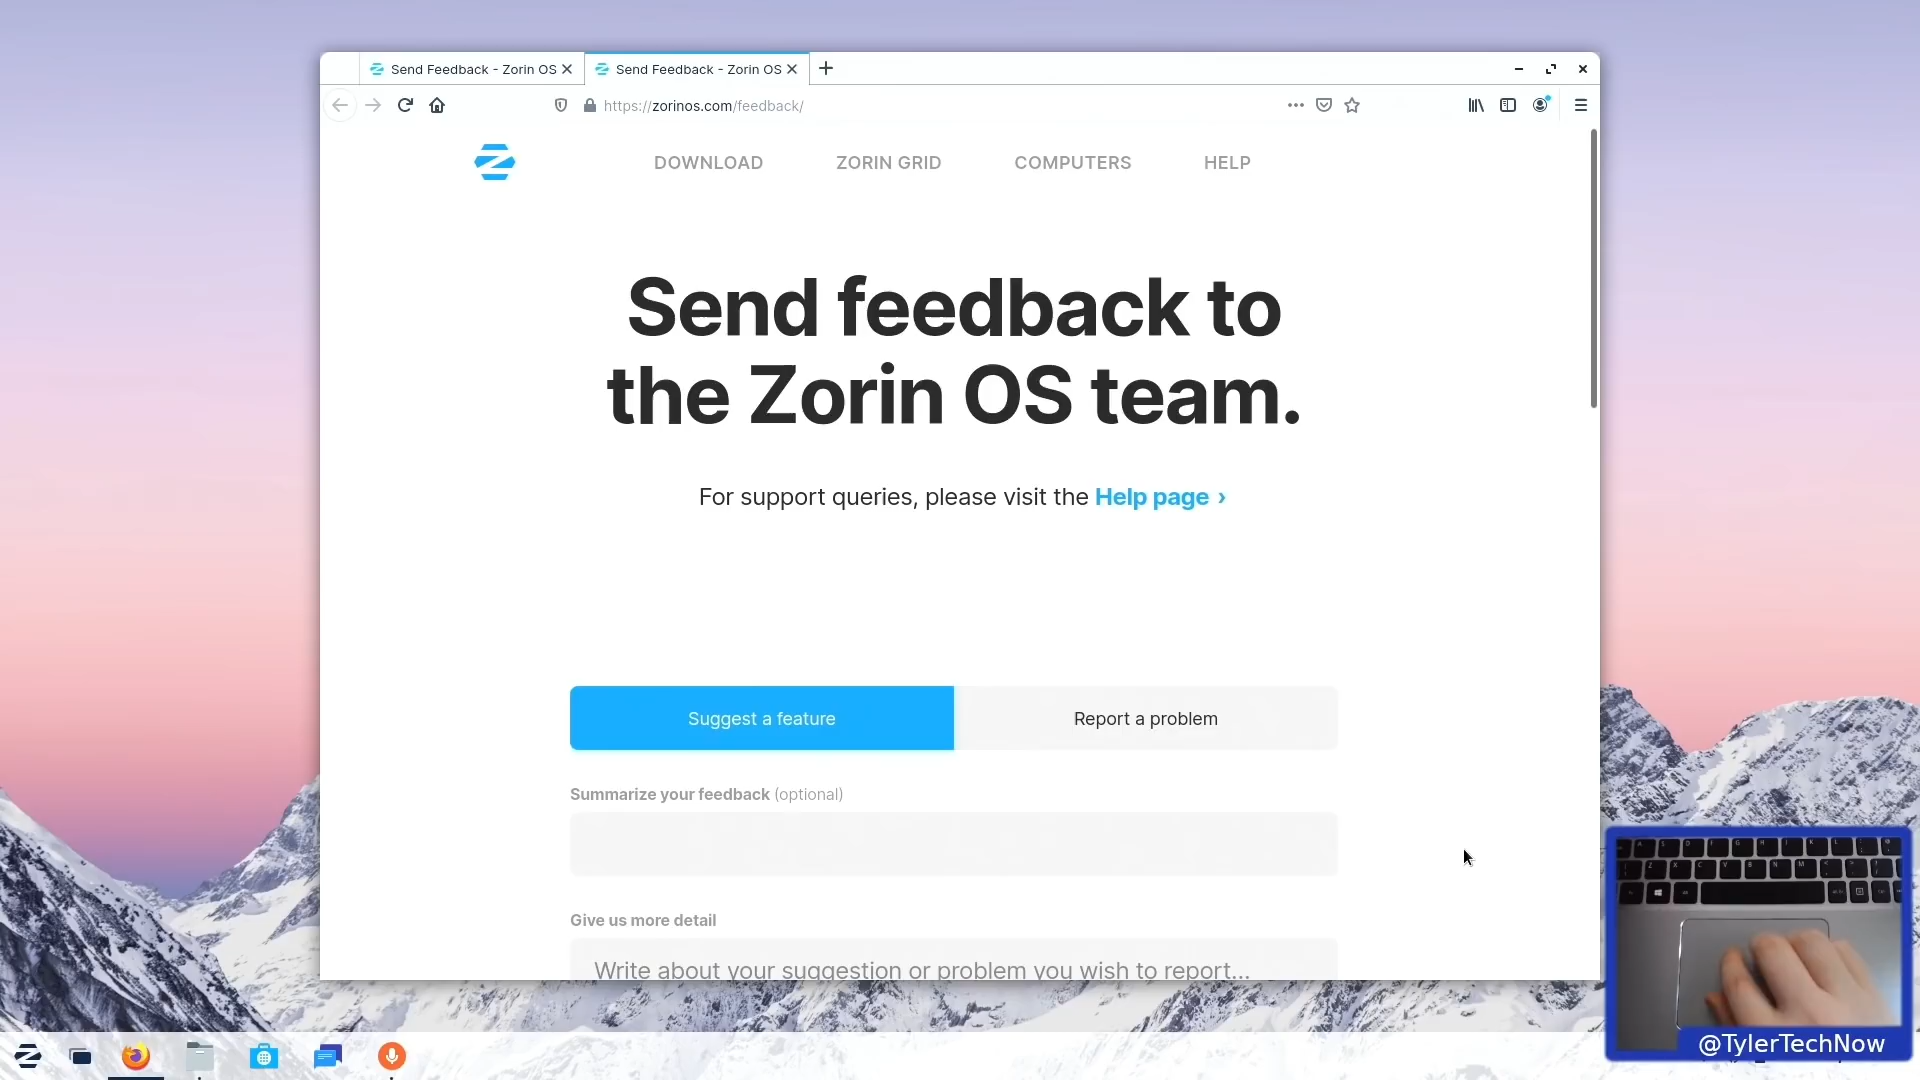 Send Feedback - Zorin OS
Send Feedback - Zorin OS
https://zorinos.com/feedback/
DOWNLOAD
ZORIN GRID
COMPUTERS
HELP
Send feedback to
the Zorin OS team.
For support queries, please visit the Help page ›
Suggest a feature
Report a problem
Summarize your feedback (optional)
Give us more detail
Write about your suggestion or problem you wish to report...
@TylerTechNow